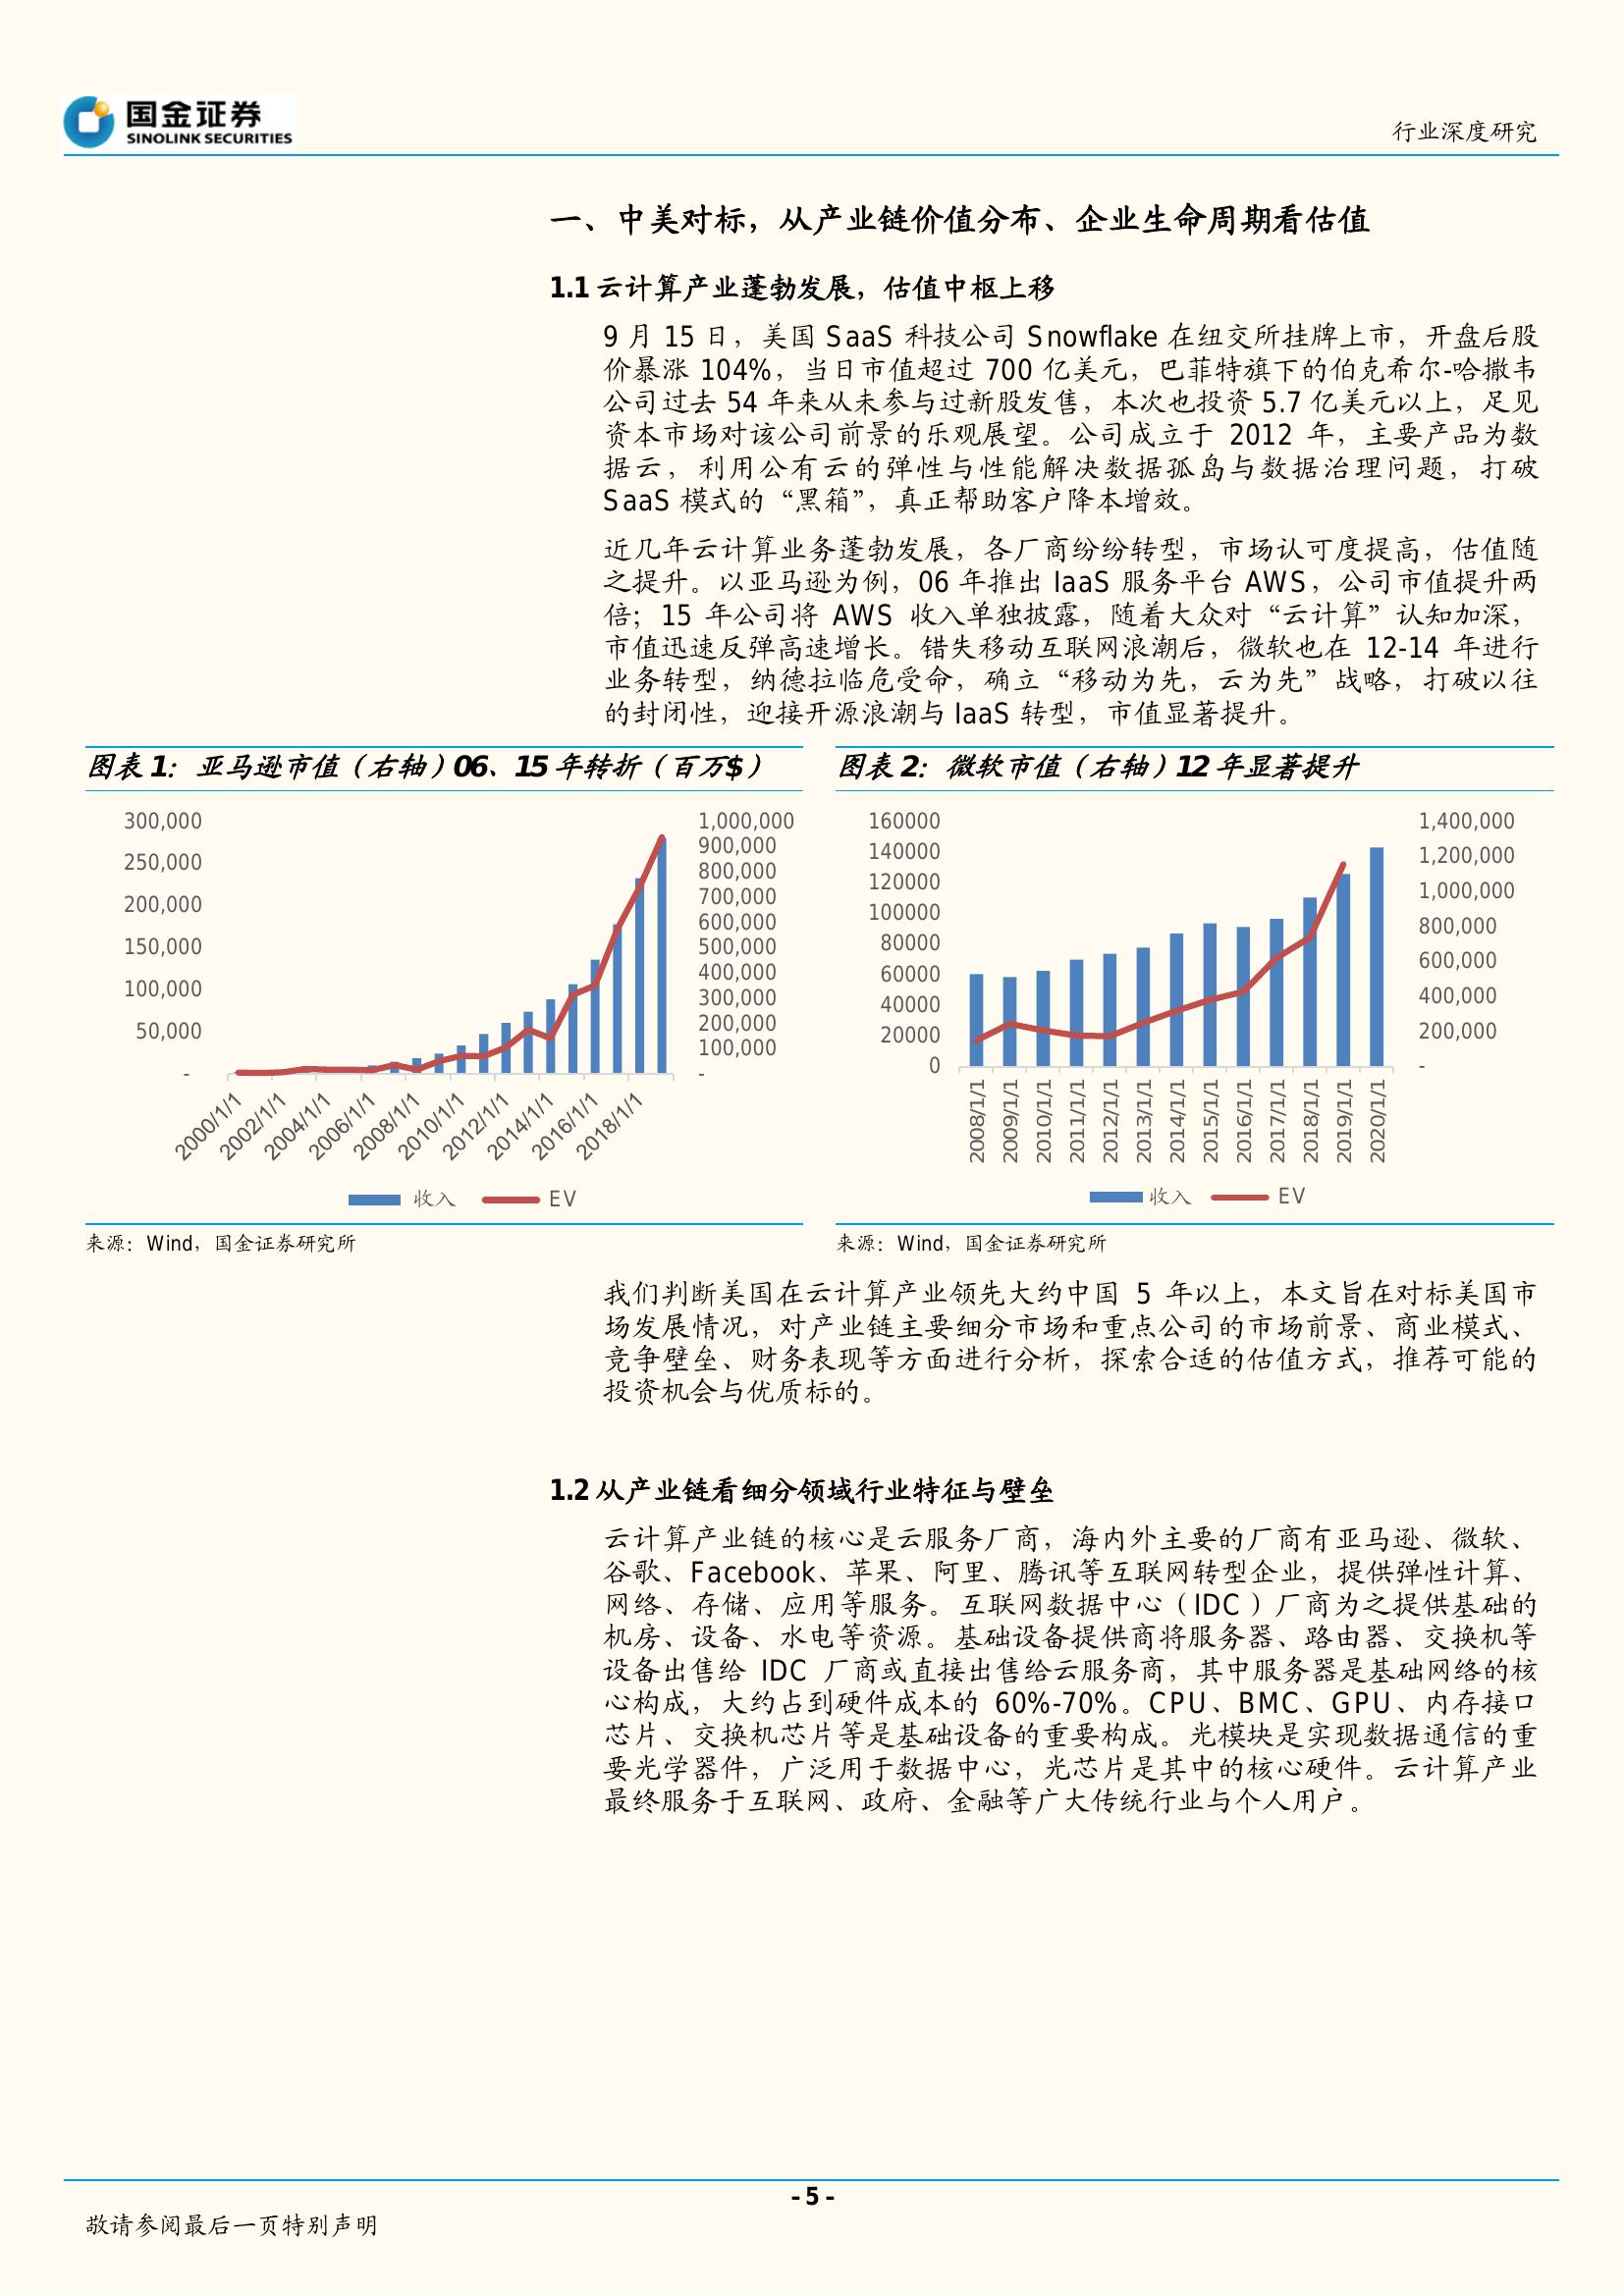 国金证券
SINOLINK SECURITIES
行业深度研究
一、中美对标，从产业链价值分布、企业生命周期看估值
1.1 云计算产业蓬勃发展，估值中枢上移
9 月 15 日，美国 SaaS 科技公司 Snowflake 在纽交所挂牌上市，开盘后股
价暴涨 104%，当日市值超过 700 亿美元，巴菲特旗下的伯克希尔-哈撒韦
公司过去 54 年来从未参与过新股发售，本次也投资 5.7 亿美元以上，足见
资本市场对该公司前景的乐观展望。公司成立于 2012 年，主要产品为数
据云，利用公有云的弹性与性能解决数据孤岛与数据治理问题，打破
SaaS 模式的“黑箱”，真正帮助客户降本增效。
近几年云计算业务蓬勃发展，各厂商纷纷转型，市场认可度提高，估值随
之提升。以亚马逊为例，06 年推出 IaaS 服务平台 AWS，公司市值提升两
倍；15 年公司将 AWS 收入单独披露，随着大众对“云计算”认知加深，
市值迅速反弹高速增长。错失移动互联网浪潮后，微软也在 12-14 年进行
业务转型，纳德拉临危受命，确立“移动为先，云为先”战略，打破以往
的封闭性，迎接开源浪潮与 IaaS 转型，市值显著提升。
图表 1：亚马逊市值（右轴）06、15 年转折（百万$）
300,000
250,000
200,000
150,000
100,000
50,000
-
1,000,000
900,000
800,000
700,000
600,000
500,000
400,000
300,000
200,000
100,000
-
2000/1/1
2002/1/1
2004/1/1
2006/1/1
2008/1/1
2010/1/1
2012/1/1
2014/1/1
2016/1/1
2018/1/1
收入 EV
来源：Wind，国金证券研究所
图表 2：微软市值（右轴）12 年显著提升
160000
140000
120000
100000
80000
60000
40000
20000
0
1,400,000
1,200,000
1,000,000
800,000
600,000
400,000
200,000
-
2008/1/1
2009/1/1
2010/1/1
2011/1/1
2012/1/1
2013/1/1
2014/1/1
2015/1/1
2016/1/1
2017/1/1
2018/1/1
2019/1/1
2020/1/1
收入 EV
来源：Wind，国金证券研究所
我们判断美国在云计算产业领先大约中国 5 年以上，本文旨在对标美国市
场发展情况，对产业链主要细分市场和重点公司的市场前景、商业模式、
竞争壁垒、财务表现等方面进行分析，探索合适的估值方式，推荐可能的
投资机会与优质标的。
1.2 从产业链看细分领域行业特征与壁垒
云计算产业链的核心是云服务厂商，海内外主要的厂商有亚马逊、微软、
谷歌、Facebook、苹果、阿里、腾讯等互联网转型企业，提供弹性计算、
网络、存储、应用等服务。互联网数据中心（IDC）厂商为之提供基础的
机房、设备、水电等资源。基础设备提供商将服务器、路由器、交换机等
设备出售给 IDC 厂商或直接出售给云服务商，其中服务器是基础网络的核
心构成，大约占到硬件成本的 60%-70%。CPU、BMC、GPU、内存接口
芯片、交换机芯片等是基础设备的重要构成。光模块是实现数据通信的重
要光学器件，广泛用于数据中心，光芯片是其中的核心硬件。云计算产业
最终服务于互联网、政府、金融等广大传统行业与个人用户。
- 5 -
敬请参阅最后一页特别声明